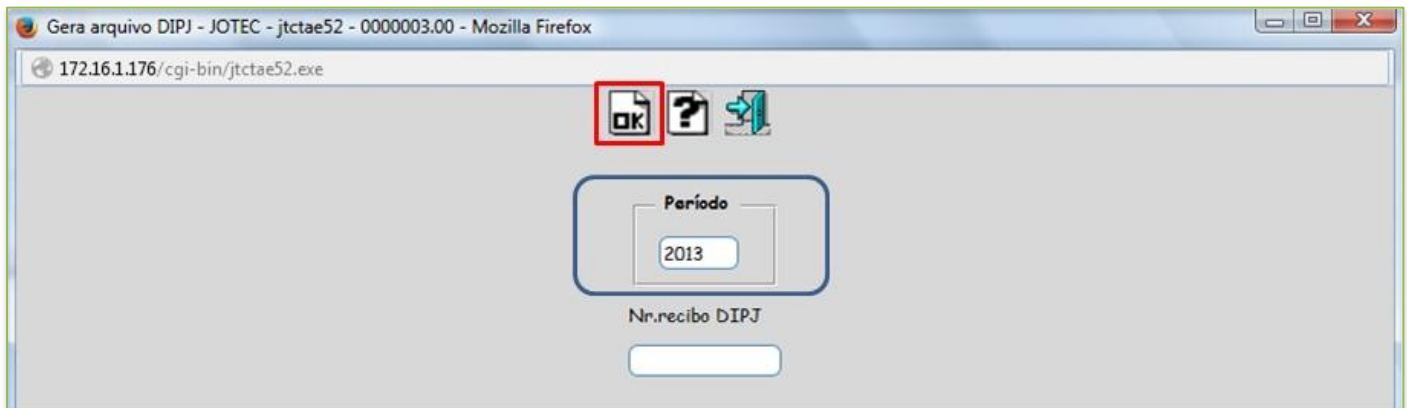 Gera arquivo DIPJ - JOTEC - jtctae52 - 0000003.00 - Mozilla Firefox
172.16.1.176/cgi-bin/jtctae52.exe
OK ?
Período
2013
Nr.recibo DIPJ